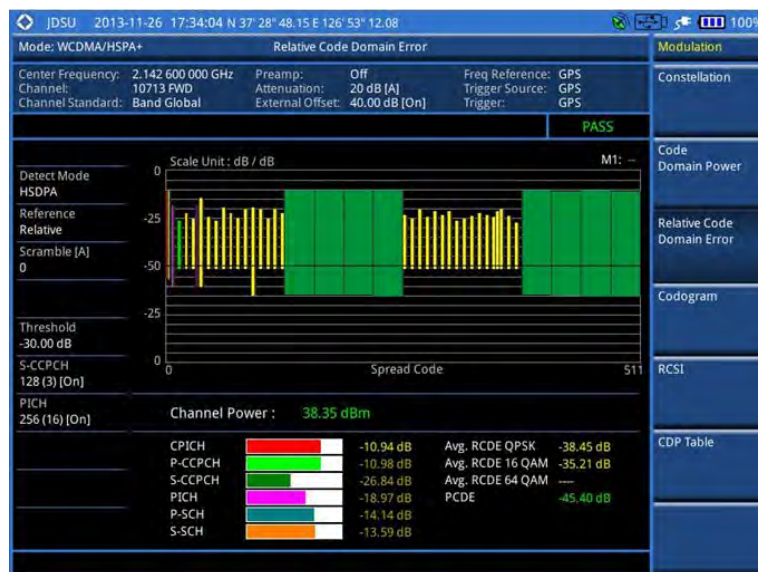 JDSU 2013-11-26 17:34:04 N 37° 28" 48.15 E 126° 53" 12.08 100%
Mode: WCDMA/HSPA+ Relative Code Domain Error Modulation
Center Frequency: 2.142 600 000 GHz Preamp: Off Freq Reference: GPS
Channel: 10713 FWD Attenuation: 20 dB [A] Trigger Source: GPS
Channel Standard: Band Global External Offset: 40.00 dB [On] Trigger: GPS
Constellation
PASS
Scale Unit : dB / dB M1: --
Code
Domain Power
Detect Mode
HSDPA
Reference
Relative
Scramble [A]
0
Threshold
-30.00 dB
S-CCPCH
128 (3) [On]
PICH
256 (16) [On]
0
-25
-50
-25
0
0 Spread Code 511
Relative Code
Domain Error
Codogram
RCSI
CDP Table
Channel Power : 38.35 dBm
CPICH -10.94 dB Avg. RCDE QPSK -38.45 dB
P-CCPCH -10.98 dB Avg. RCDE 16 QAM -35.21 dB
S-CCPCH -26.84 dB Avg. RCDE 64 QAM ----
PICH -18.97 dB PCDE -45.40 dB
P-SCH -14.14 dB
S-SCH -13.59 dB